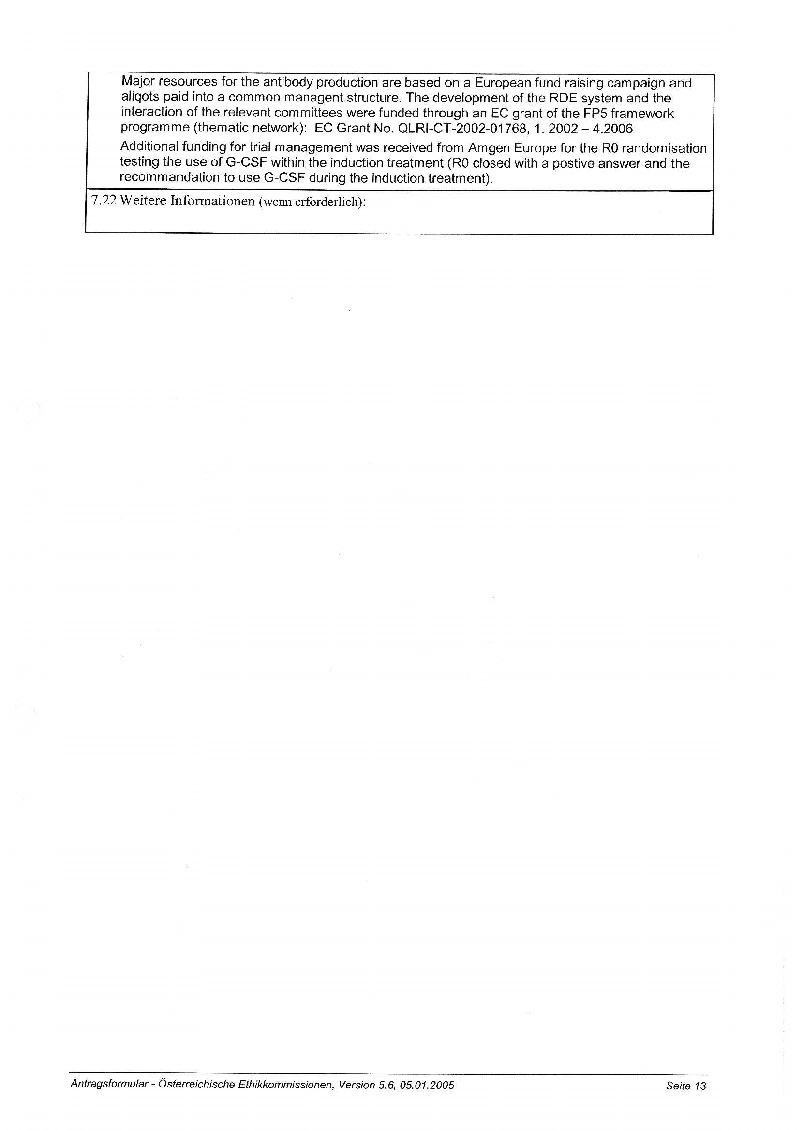 Major resources for the antibody production are based on a European fund raising campaign and
aliqots paid into a common managent structure. The development of the RDE system and the
interaction of the relevant committees were funded through an EC grant of the FP5 framework
programme (thematic network):  EC Grant No. QLRI-CT-2002-01768, 1. 2002 – 4.2006
Additional funding for trial management was received from Amgen Europe for the R0 randomisation
testing the use of G-CSF within the induction treatment (R0 closed with a postive answer and the
recommandation to use G-CSF during the induction treatment).
7.22 Weitere Informationen (wenn erforderlich):
Antragsformular - Österreichische Ethikkommissionen, Version 5.6, 05.01.2005 Seite 13